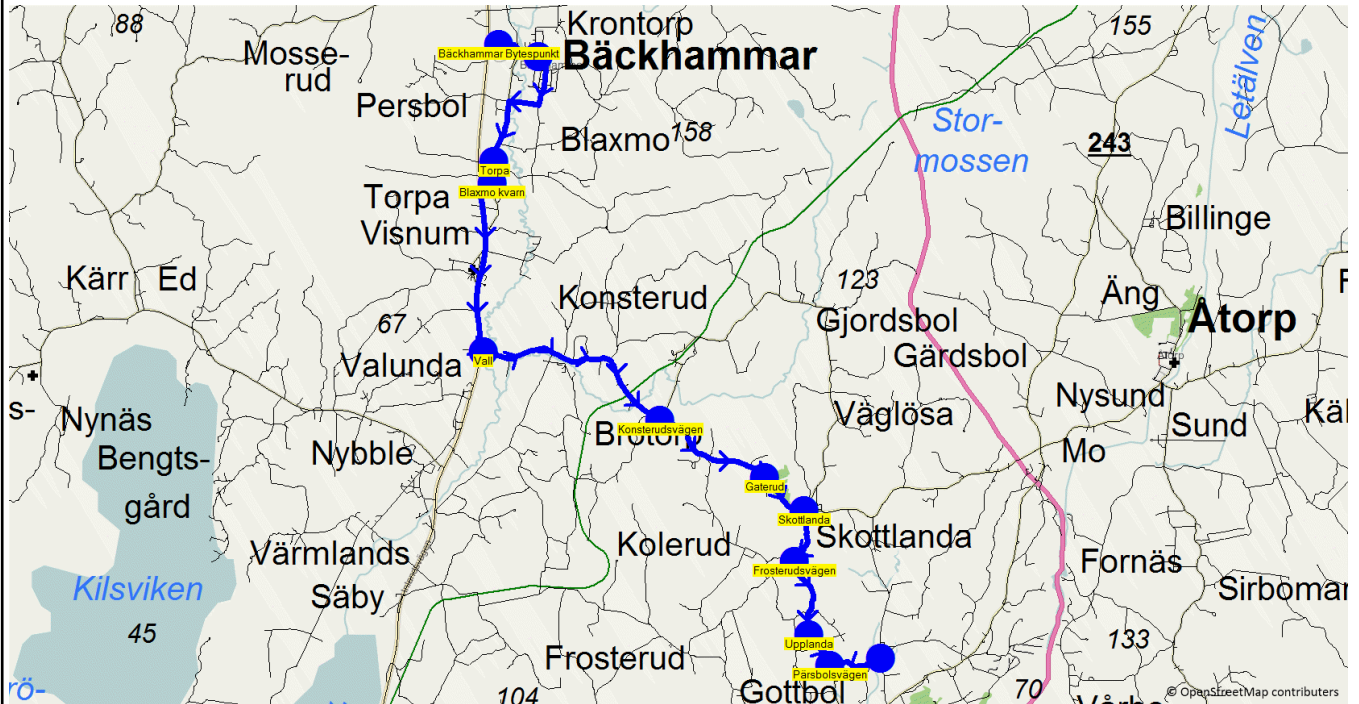 88
Krontorp
155
Mosse-
rud
Bäckhammar Bytespunkt
Bäckhammar
Letälven
Persbol
Blaxmo
158
Stor-
mossen
243
Torpa
Blaxmo kvarn
Torpa
Visnum
Billinge
Kärr
Ed
Konsterud
123
Äng
Gjordsbol
Åtorp
67
Valunda
Vall
Gärdsbol
Åtorp
s-
Nynäs
Nysund
Väglösa
Sund
Käl
Konsterudsvägen
Brotorp
Bengts-
gård
Nybble
Mo
Gaterud
Skottlanda
Skottlanda
Värmlands
Säby
Kolerud
Frosterudsvägen
Fornäs
Kilsviken
45
Sirbomar
Upplanda
133
Frosterud
Pärsbolsvägen
rö-
104
Gottbol
70
© OpenStreetMap contributors